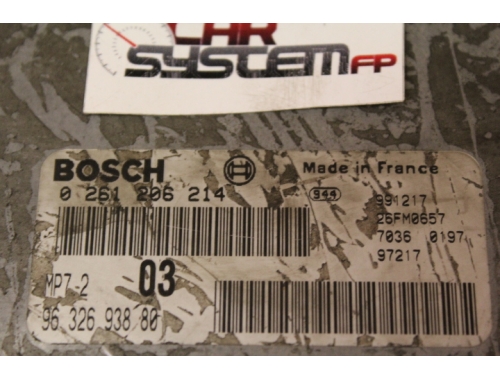 CAR
SYSTEMFP
BOSCH
Made in France
0 261 206 214
944
991217
26FM0657
7036 0197
97217
MP7-2
03
96 326 938 80